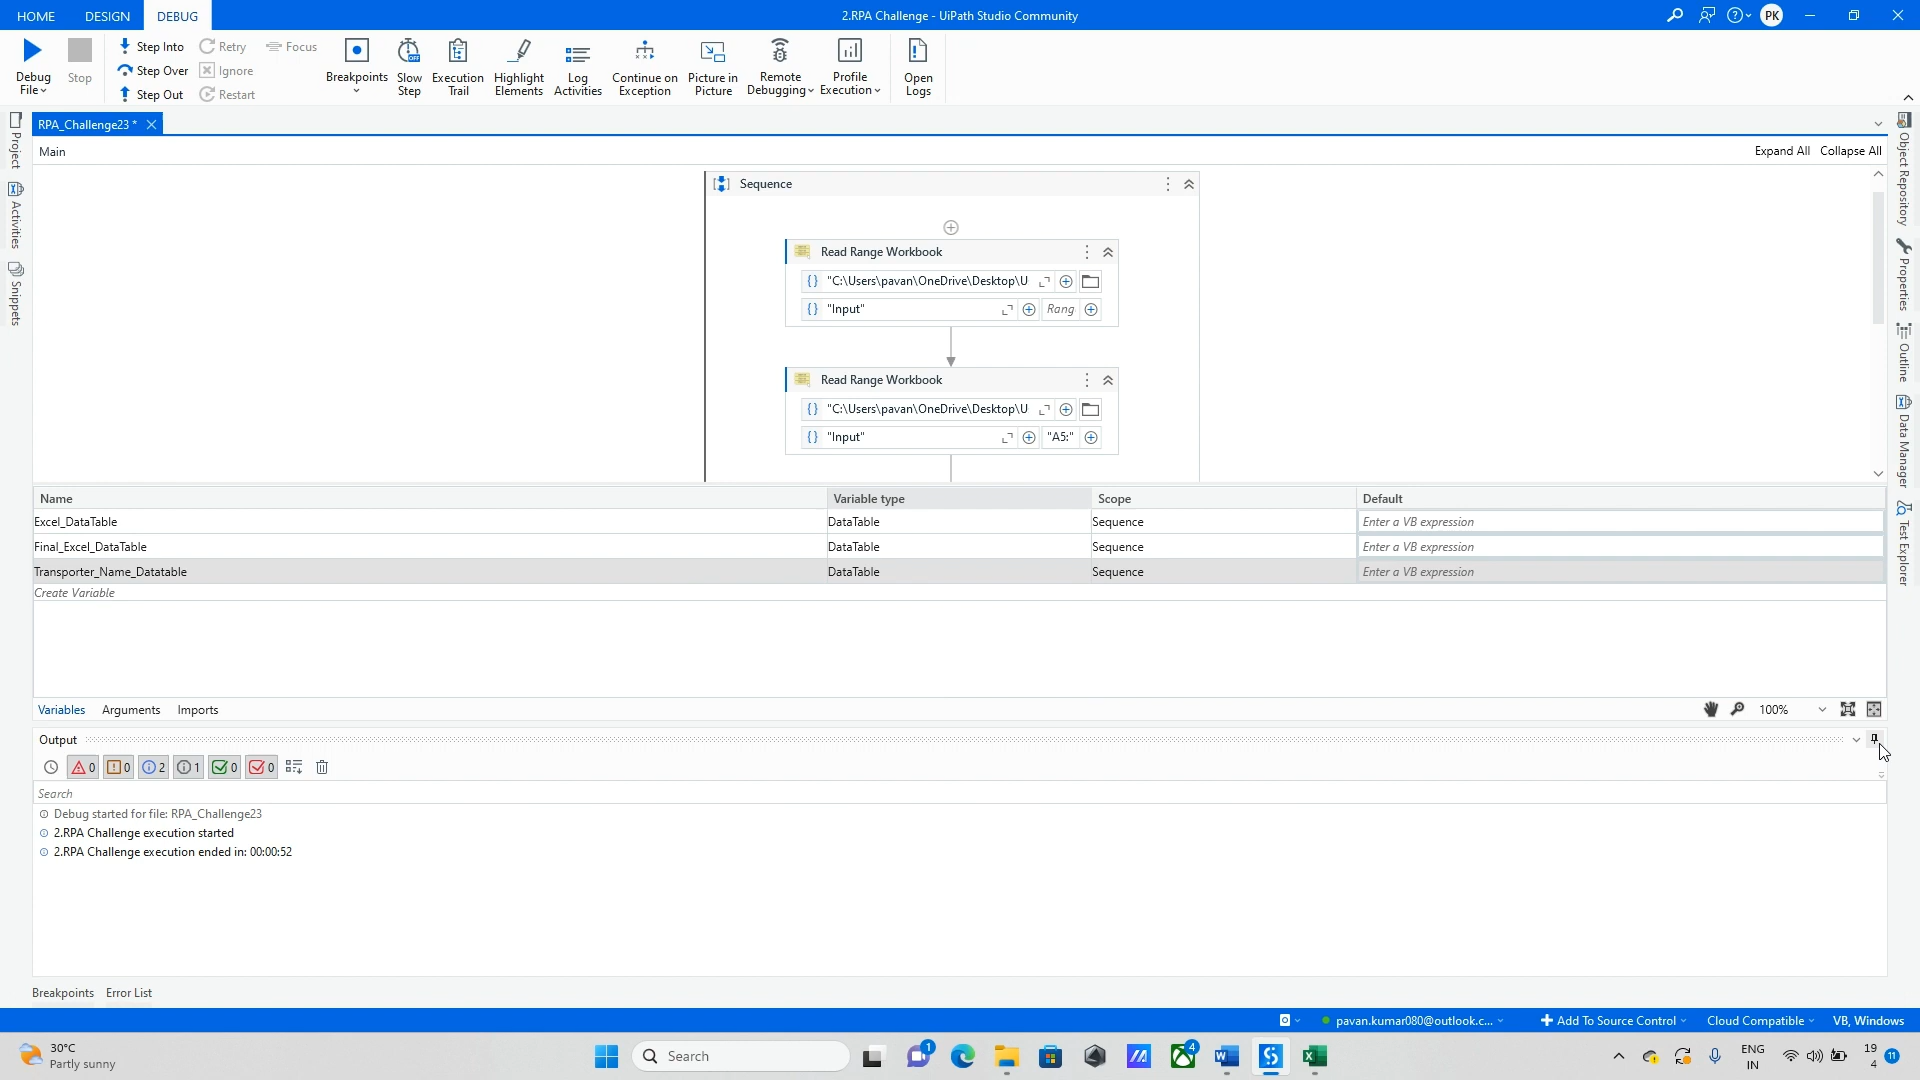 HOME DESIGN DEBUG 2.RPA Challenge - UiPath Studio Community PK
Debug File Stop Step Into Step Over Step Out Retry Ignore Restart Focus Breakpoints Slow Step Execution Trail Highlight Elements Log Activities Continue on Exception Picture in Picture Remote Debugging Profile Execution Open Logs
RPA_Challenge23 *
Main Expand All Collapse All
Project
Activities
Snippets
Object Repository
Properties
Outline
Data Manager
Test Explorer
Sequence
Read Range Workbook
"C:\Users\pavan\OneDrive\Desktop\U
"Input" Rang
Read Range Workbook
"C:\Users\pavan\OneDrive\Desktop\U
"Input" "A5:"
Name Variable type Scope Default
Excel_DataTable DataTable Sequence Enter a VB expression
Final_Excel_DataTable DataTable Sequence Enter a VB expression
Transporter_Name_Datatable DataTable Sequence Enter a VB expression
Create Variable
Variables Arguments Imports 100%
Output
0 0 2 1 0 0
Search
Debug started for file: RPA_Challenge23
2.RPA Challenge execution started
2.RPA Challenge execution ended in: 00:00:52
Breakpoints Error List
pavan.kumar080@outlook.c... Add To Source Control Cloud Compatible VB, Windows
30°C
Partly sunny
Search
1
4
ENG
IN
19
4
11